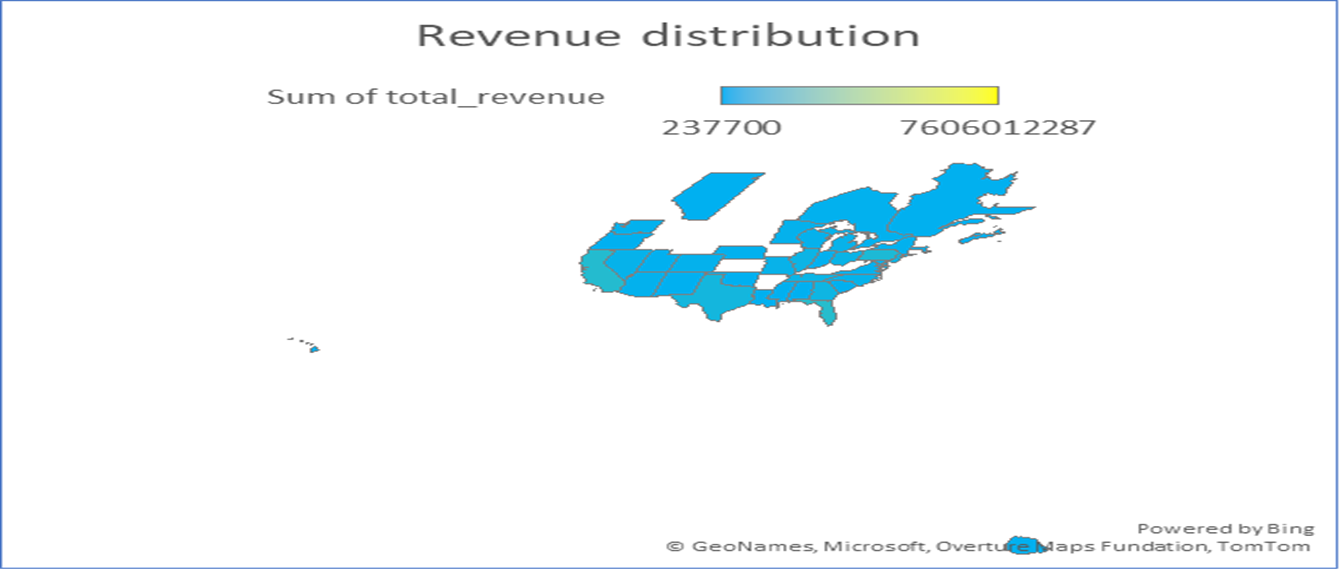 Revenue distribution
Sum of total_revenue
237700 7606012287
Powered by Bing
© GeoNames, Microsoft, Overture Maps Fundation, TomTom